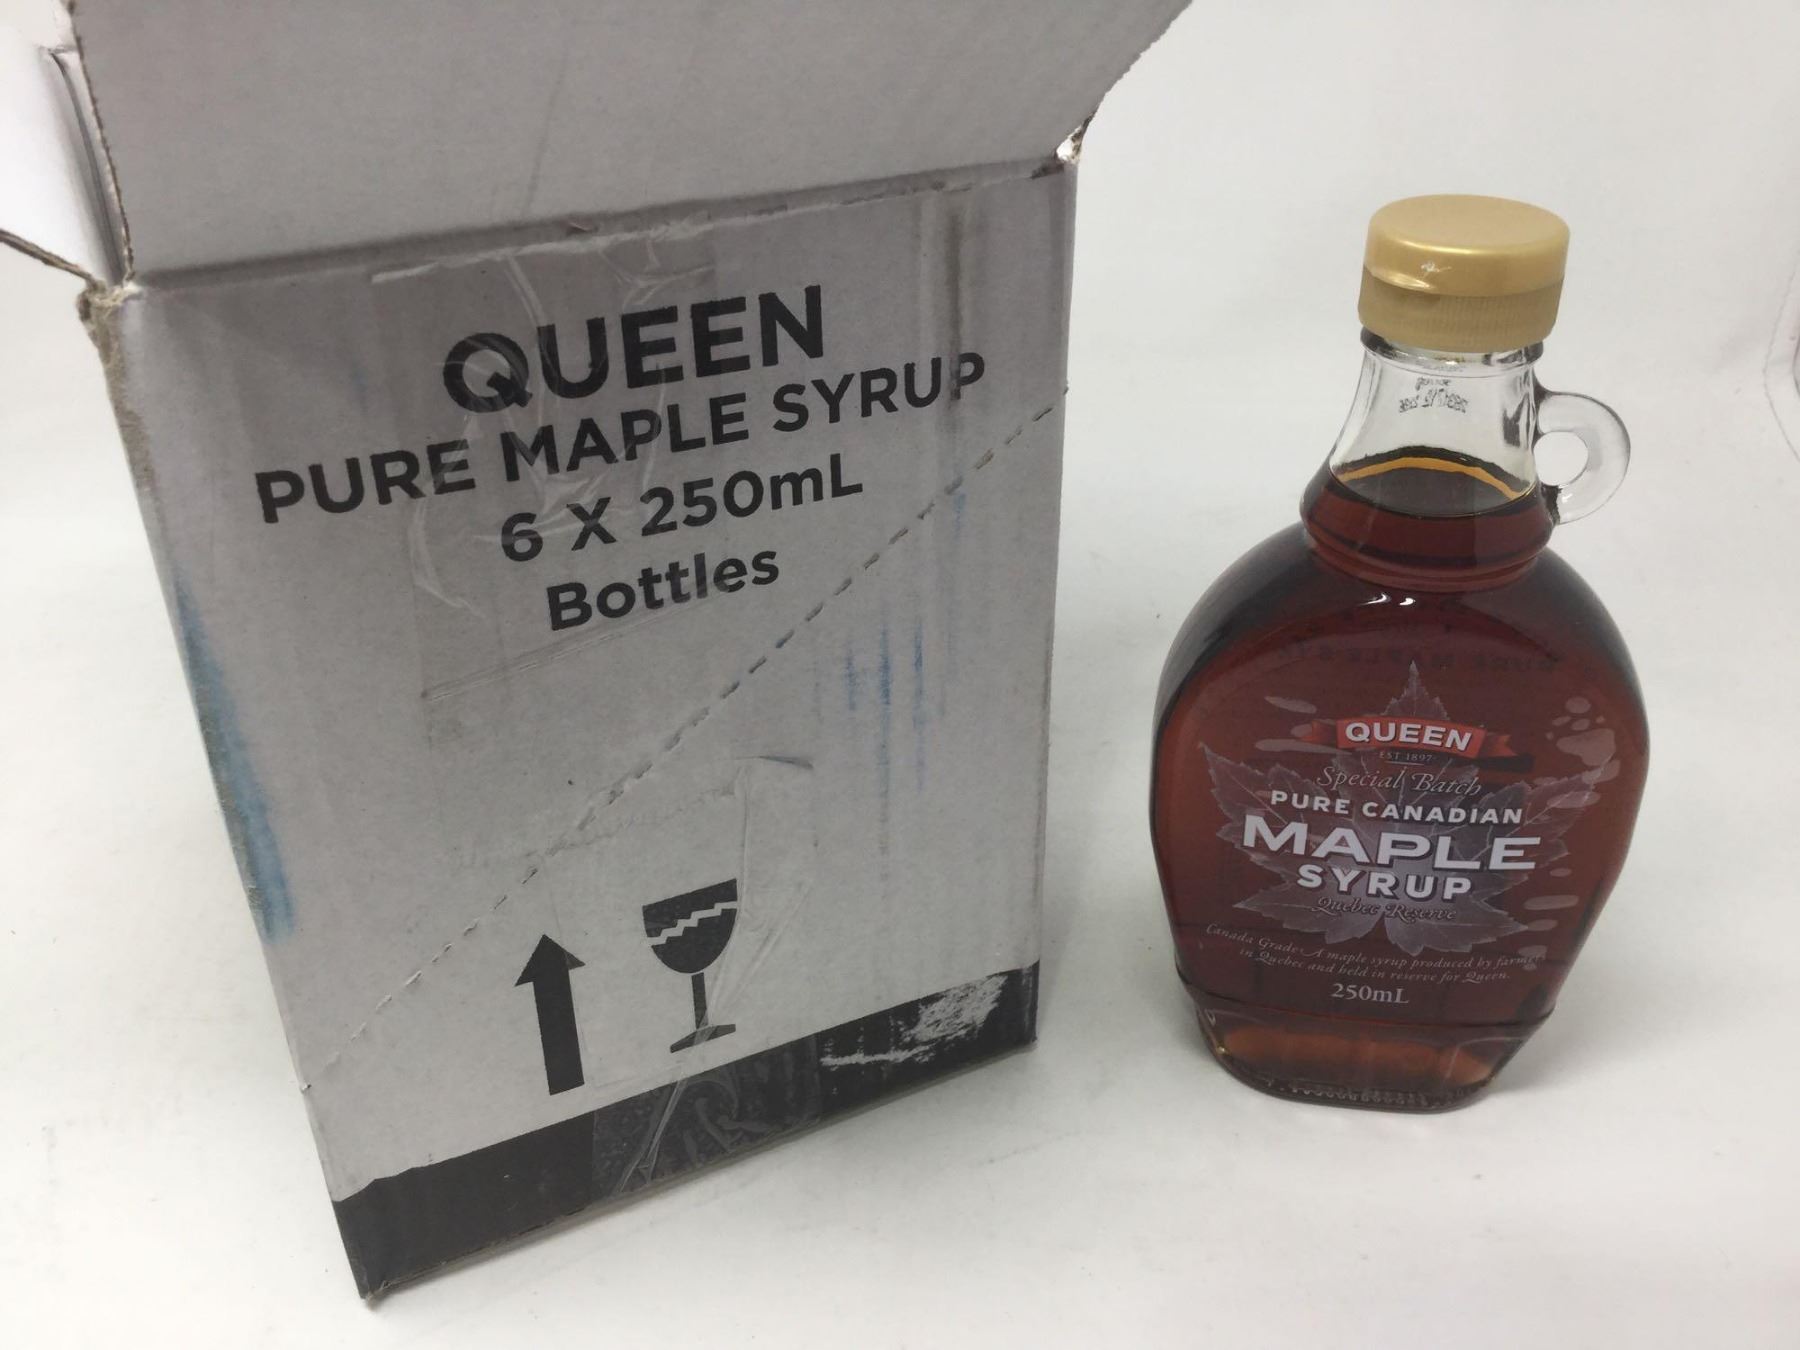 QUEEN
PURE MAPLE SYRUP
6 X 250mL
Bottles
QUEEN
EST 1897
Special Batch
PURE CANADIAN
MAPLE
SYRUP
Quebec Reserve
Canada Grade A maple syrup produced by farmers
in Quebec and held in reserve for Queen.
250mL